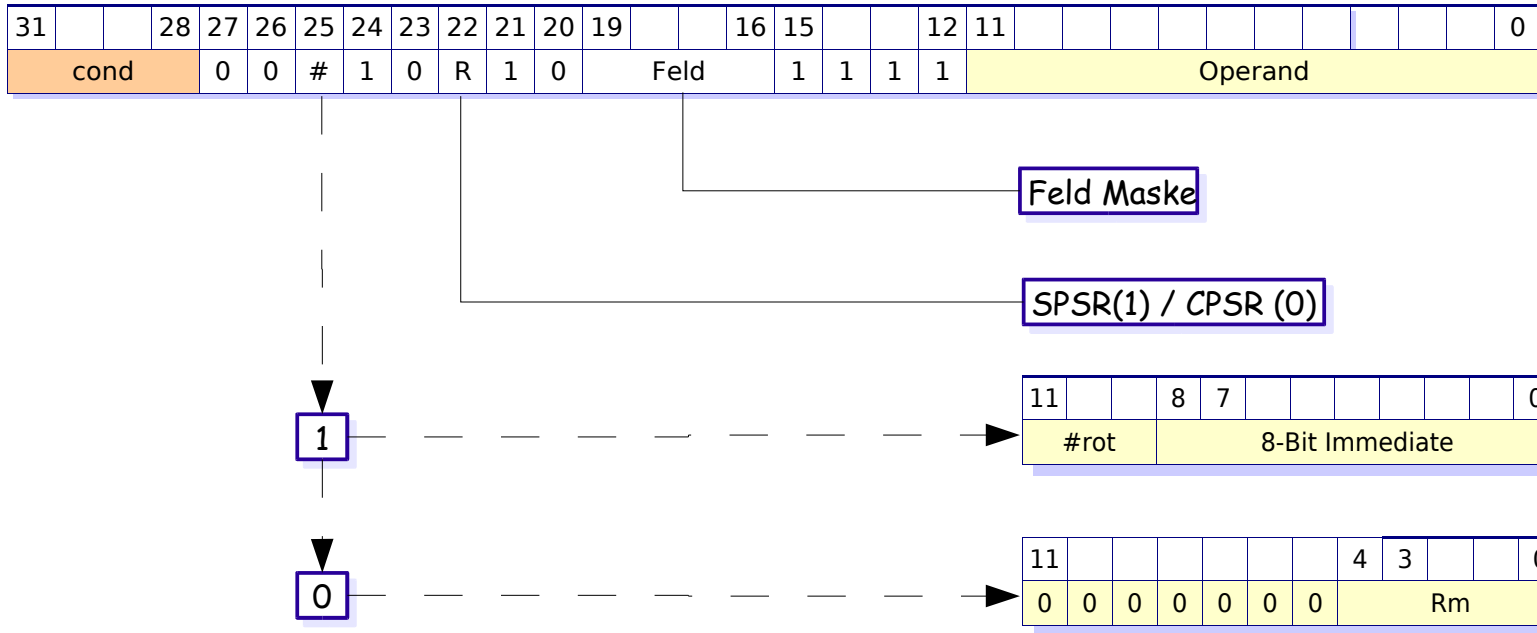 31 28 27 26 25 24 23 22 21 20 19 16 15 12 11 0
cond 0 0 # 1 0 R 1 0 Feld 1 1 1 1 Operand
Feld Maske
SPSR(1) / CPSR (0)
11 8 7 0
1 #rot 8-Bit Immediate
11 4 3 0
0 0 0 0 0 0 0 0 Rm